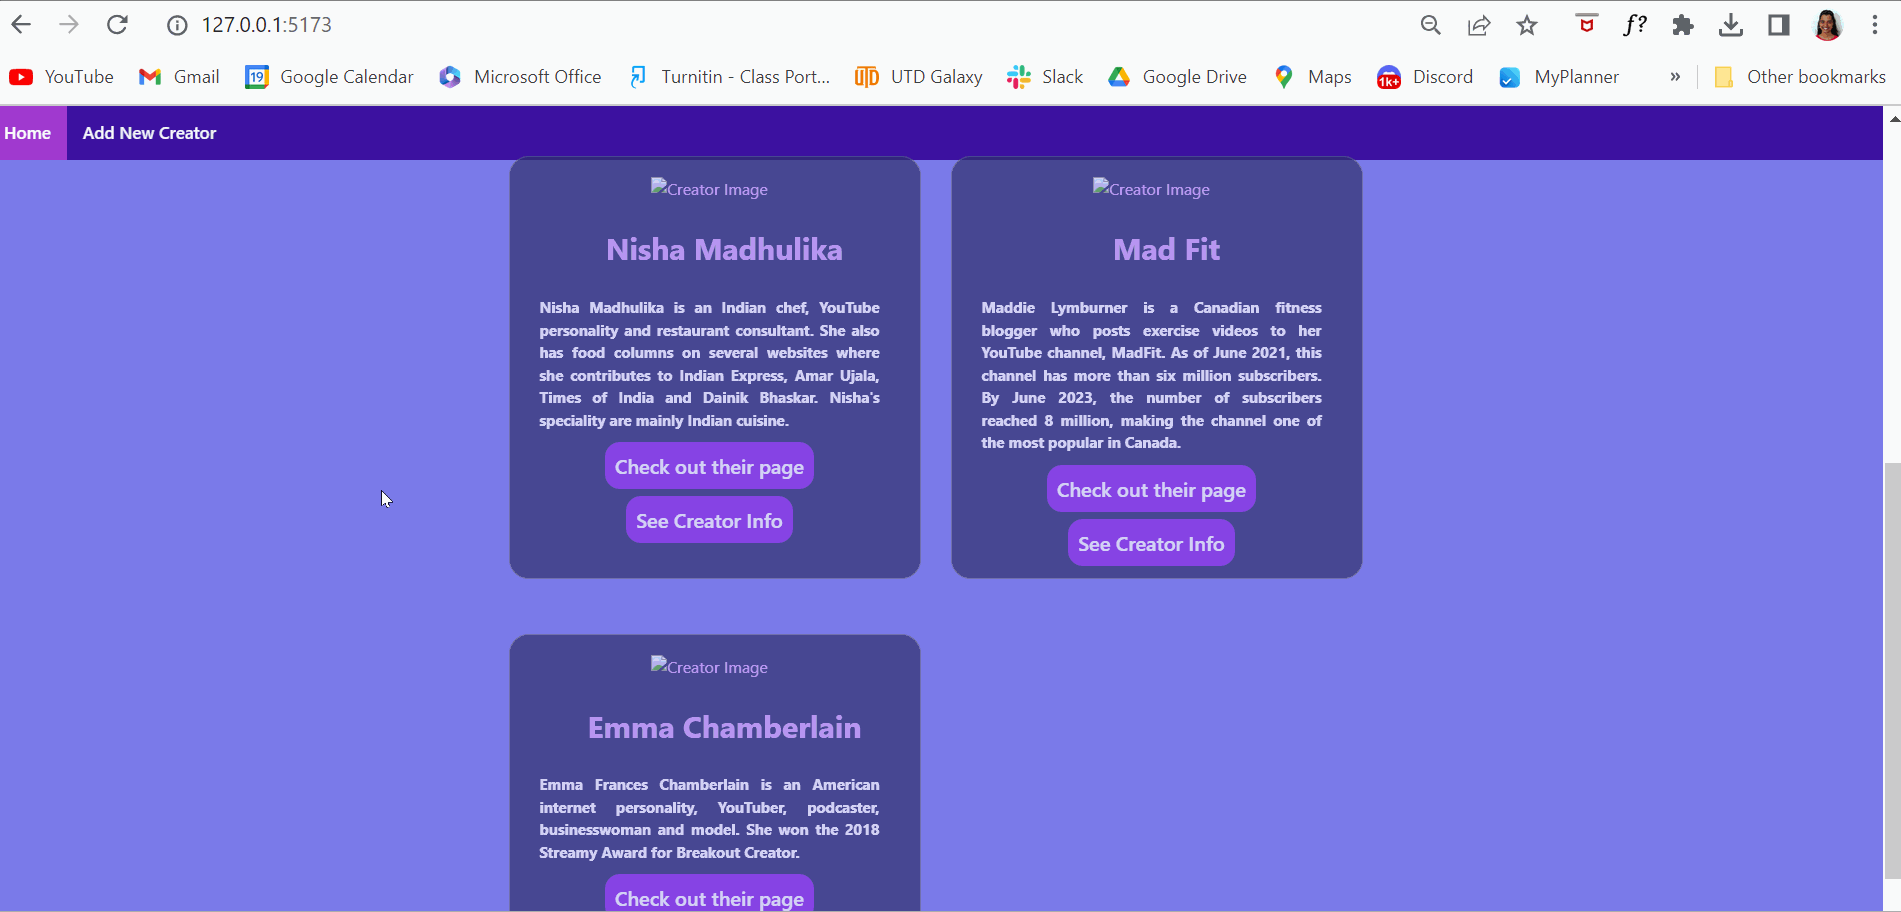 127.0.0.1:5173
f?
YouTube Gmail 19 Google Calendar Microsoft Office Turnitin - Class Port... UTD Galaxy Slack Google Drive Maps 1k+ Discord MyPlanner » Other bookmarks
Home Add New Creator
Creator Image
Nisha Madhulika
Nisha Madhulika is an Indian chef, YouTube
personality and restaurant consultant. She also
has food columns on several websites where
she contributes to Indian Express, Amar Ujala,
Times of India and Dainik Bhaskar. Nisha's
speciality are mainly Indian cuisine.
Check out their page
See Creator Info
Creator Image
Mad Fit
Maddie Lymburner is a Canadian fitness
blogger who posts exercise videos to her
YouTube channel, MadFit. As of June 2021, this
channel has more than six million subscribers.
By June 2023, the number of subscribers
reached 8 million, making the channel one of
the most popular in Canada.
Check out their page
See Creator Info
Creator Image
Emma Chamberlain
Emma Frances Chamberlain is an American
internet personality, YouTuber, podcaster,
businesswoman and model. She won the 2018
Streamy Award for Breakout Creator.
Check out their page